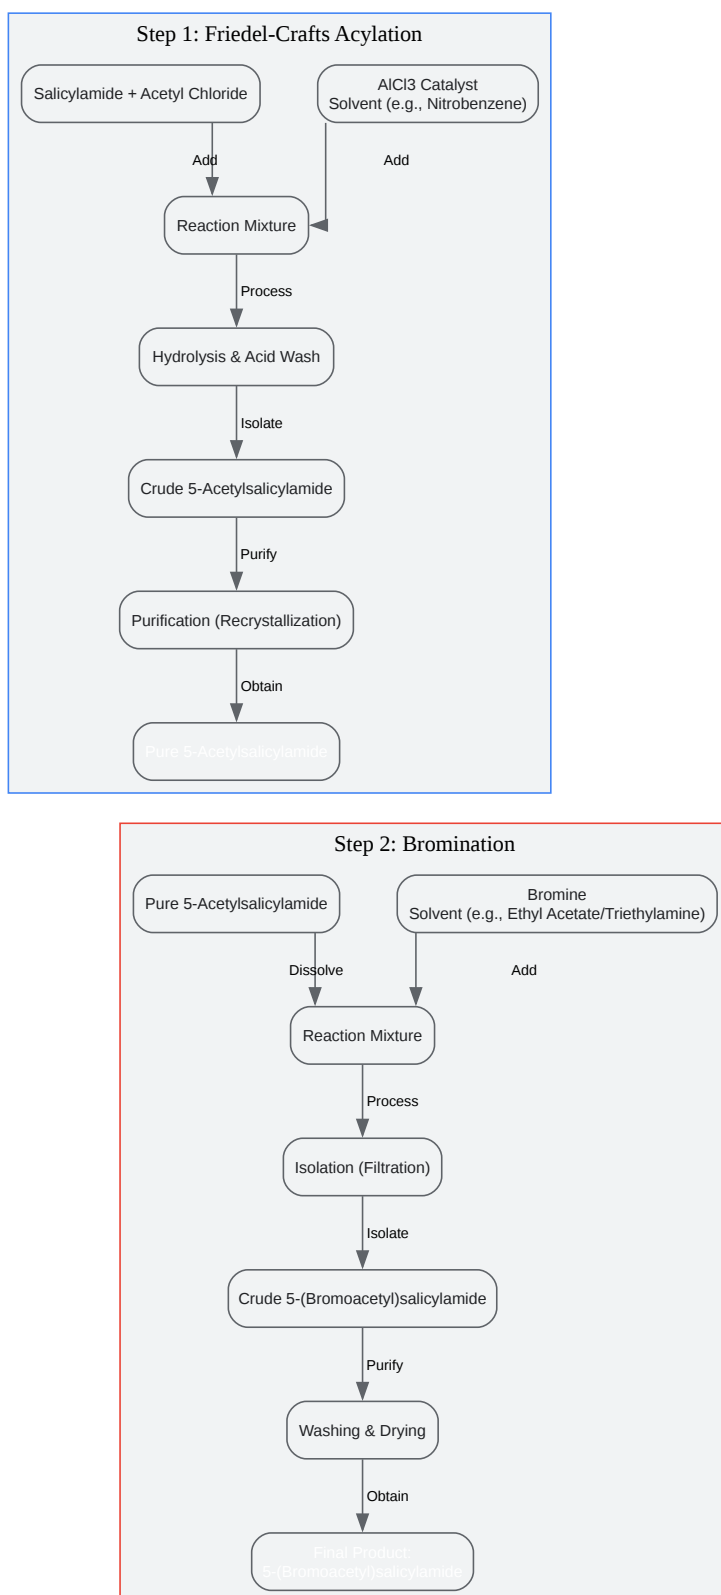 Step 1: Friedel-Crafts Acylation
Salicylamide + Acetyl Chloride
AlCl3 Catalyst
Solvent (e.g., Nitrobenzene)
Add
Add
Reaction Mixture
Process
Hydrolysis & Acid Wash
Isolate
Crude 5-Acetylsalicylamide
Purify
Purification (Recrystallization)
Obtain
Pure 5-Acetylsalicylamide
Step 2: Bromination
Pure 5-Acetylsalicylamide
Bromine
Solvent (e.g., Ethyl Acetate/Triethylamine)
Dissolve
Add
Reaction Mixture
Process
Isolation (Filtration)
Isolate
Crude 5-(Bromoacetyl)salicylamide
Purify
Washing & Drying
Obtain
Final Product:
5-(Bromoacetyl)salicylamide